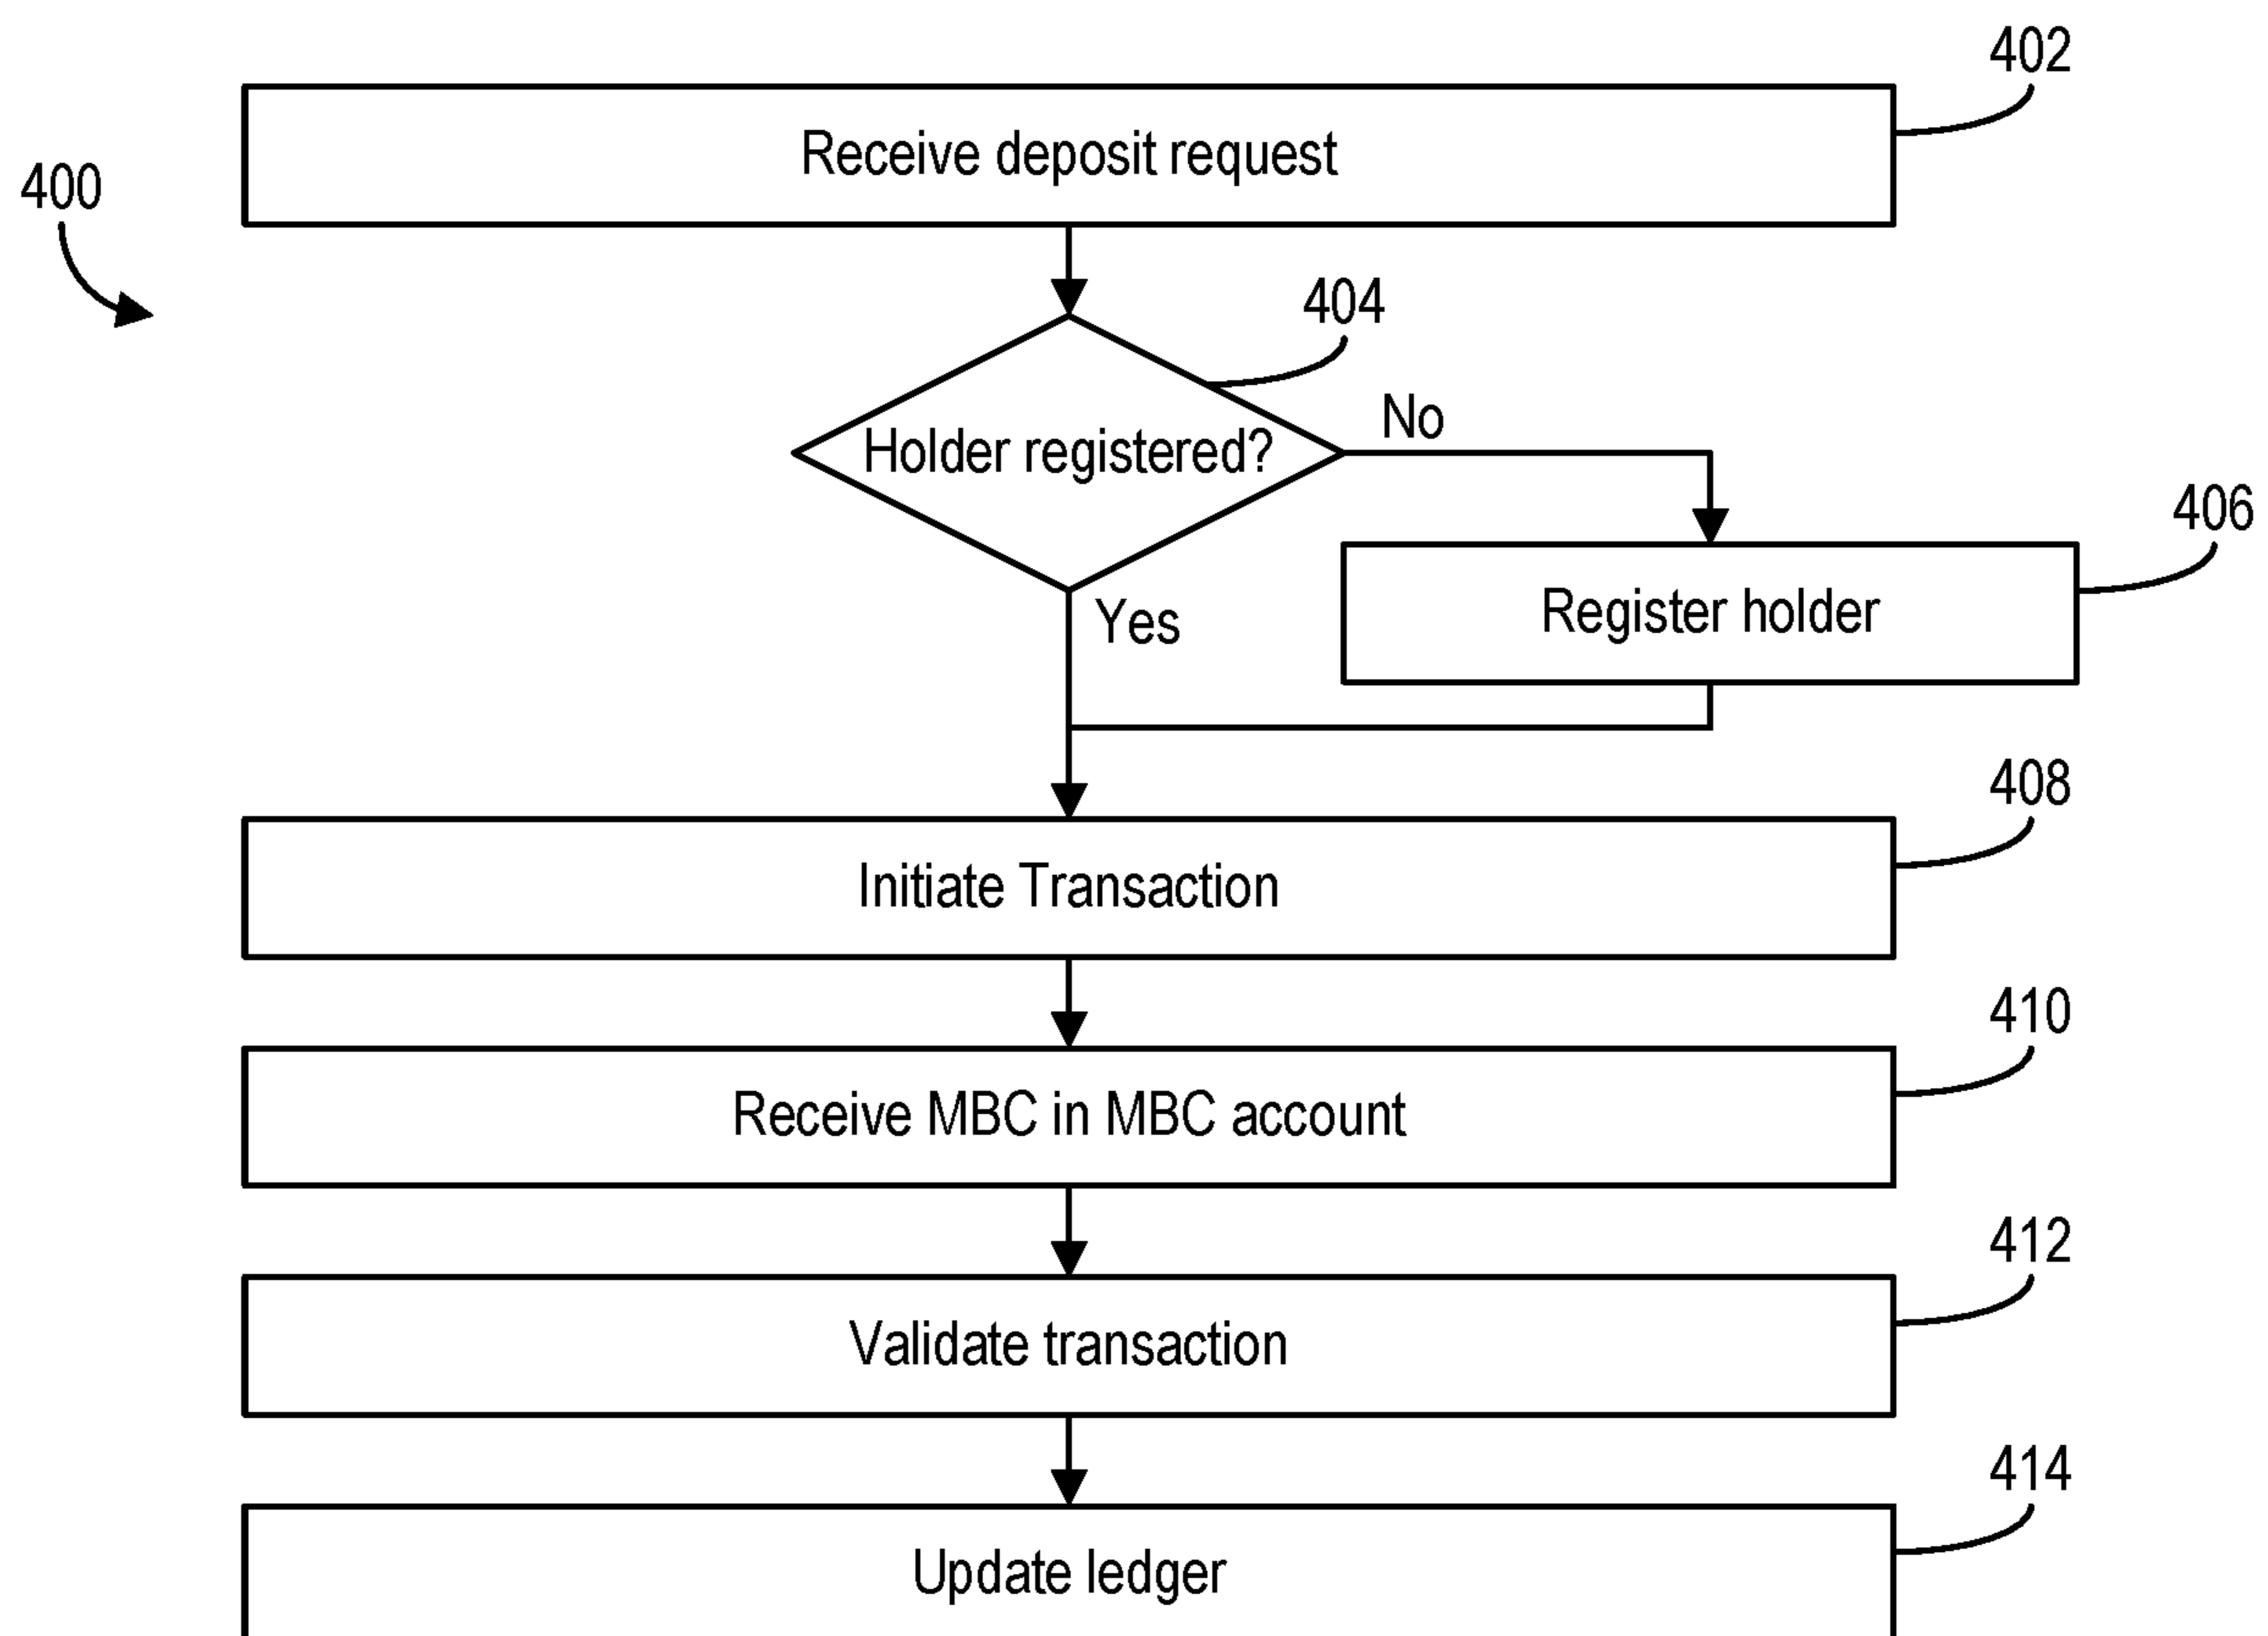 402
Receive deposit request
400
404
No
Holder registered?
406
Register holder
Yes
408
Initiate Transaction
410
Receive MBC in MBC account
412
Validate transaction
414
Update ledger